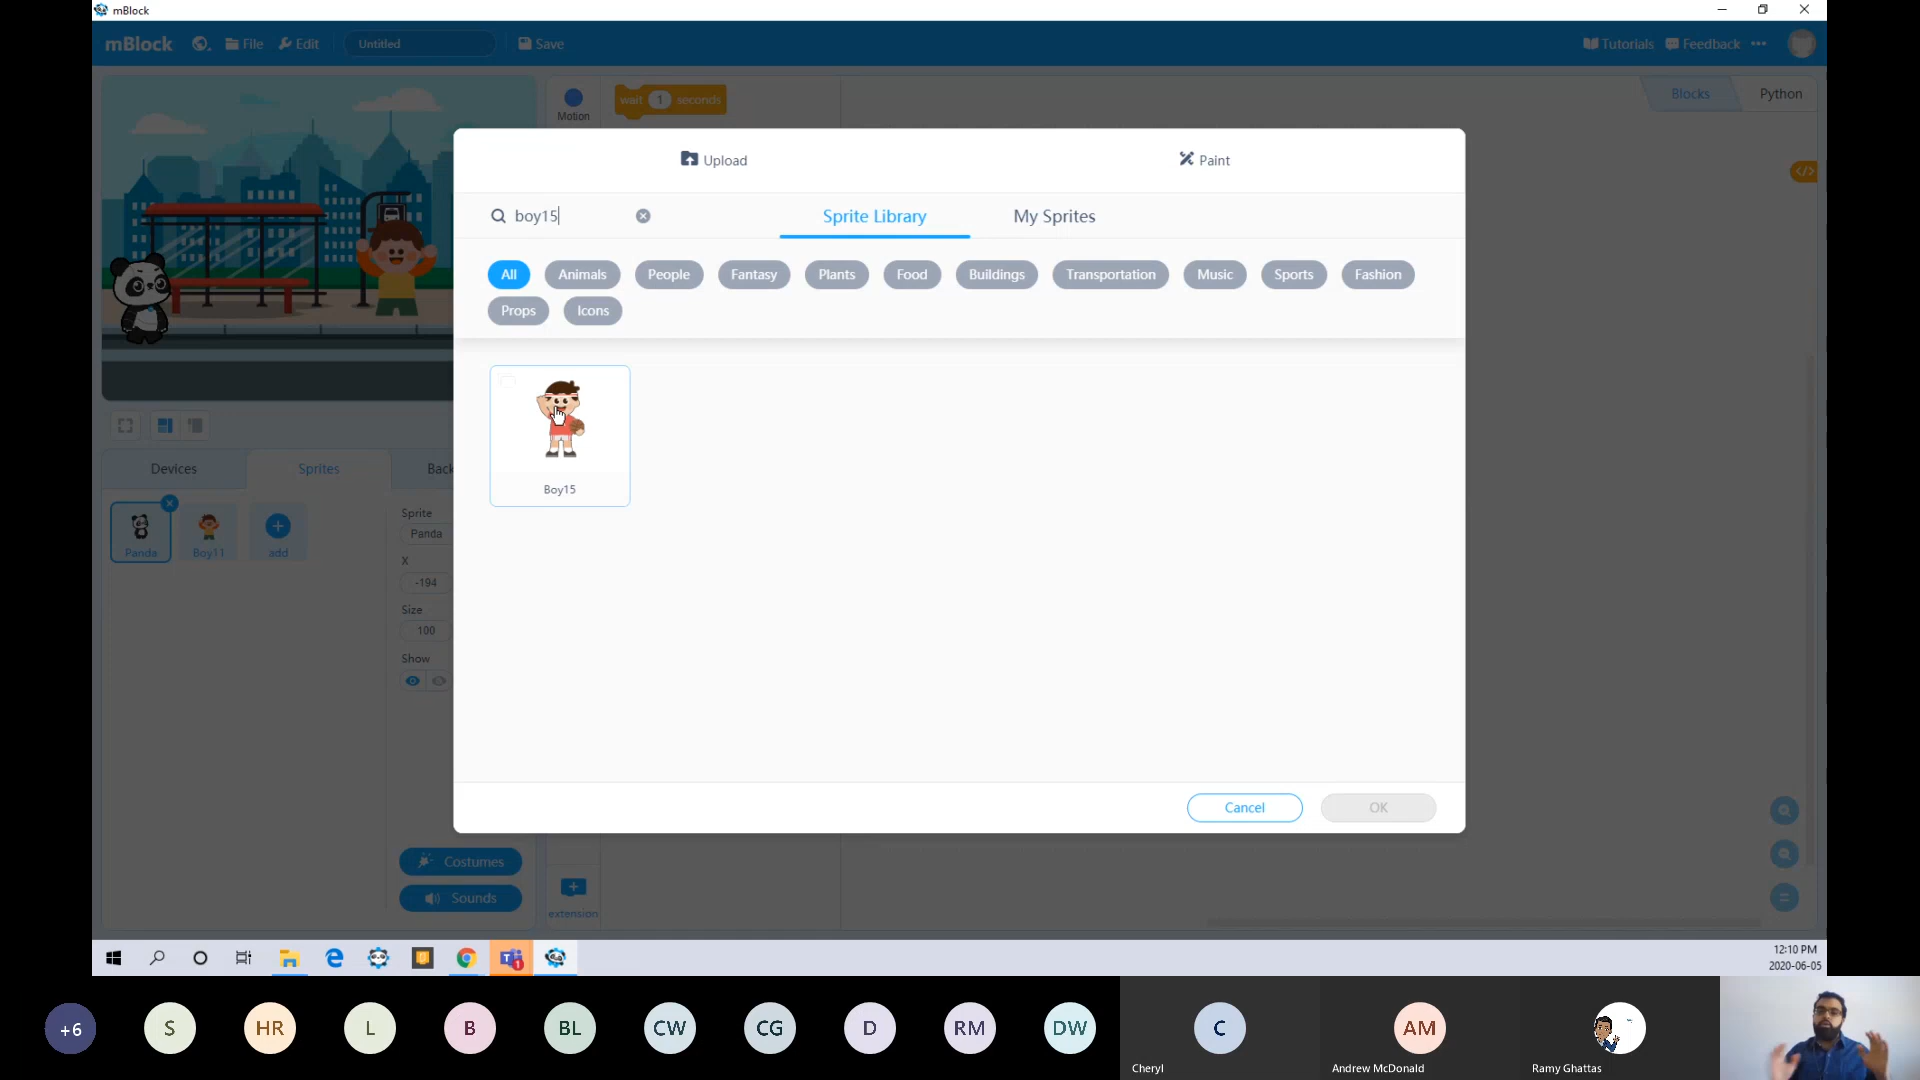 mBlock
mBlock File Edit Untitled Save Tutorials Feedback
Motion
wait 1 seconds
Blocks Python
Upload Paint
boy15 Sprite Library My Sprites
All Animals People Fantasy Plants Food Buildings Transportation Music Sports Fashion
Props Icons
Boy15
Devices Sprites Back
Sprite
Panda
Panda Boy11 add
X
-194
Size
100
Show
Cancel OK
Costumes
Sounds
extension
12:10 PM
2020-06-05
+6 S HR L B BL CW CG D RM DW C AM
Cheryl Andrew McDonald Ramy Ghattas